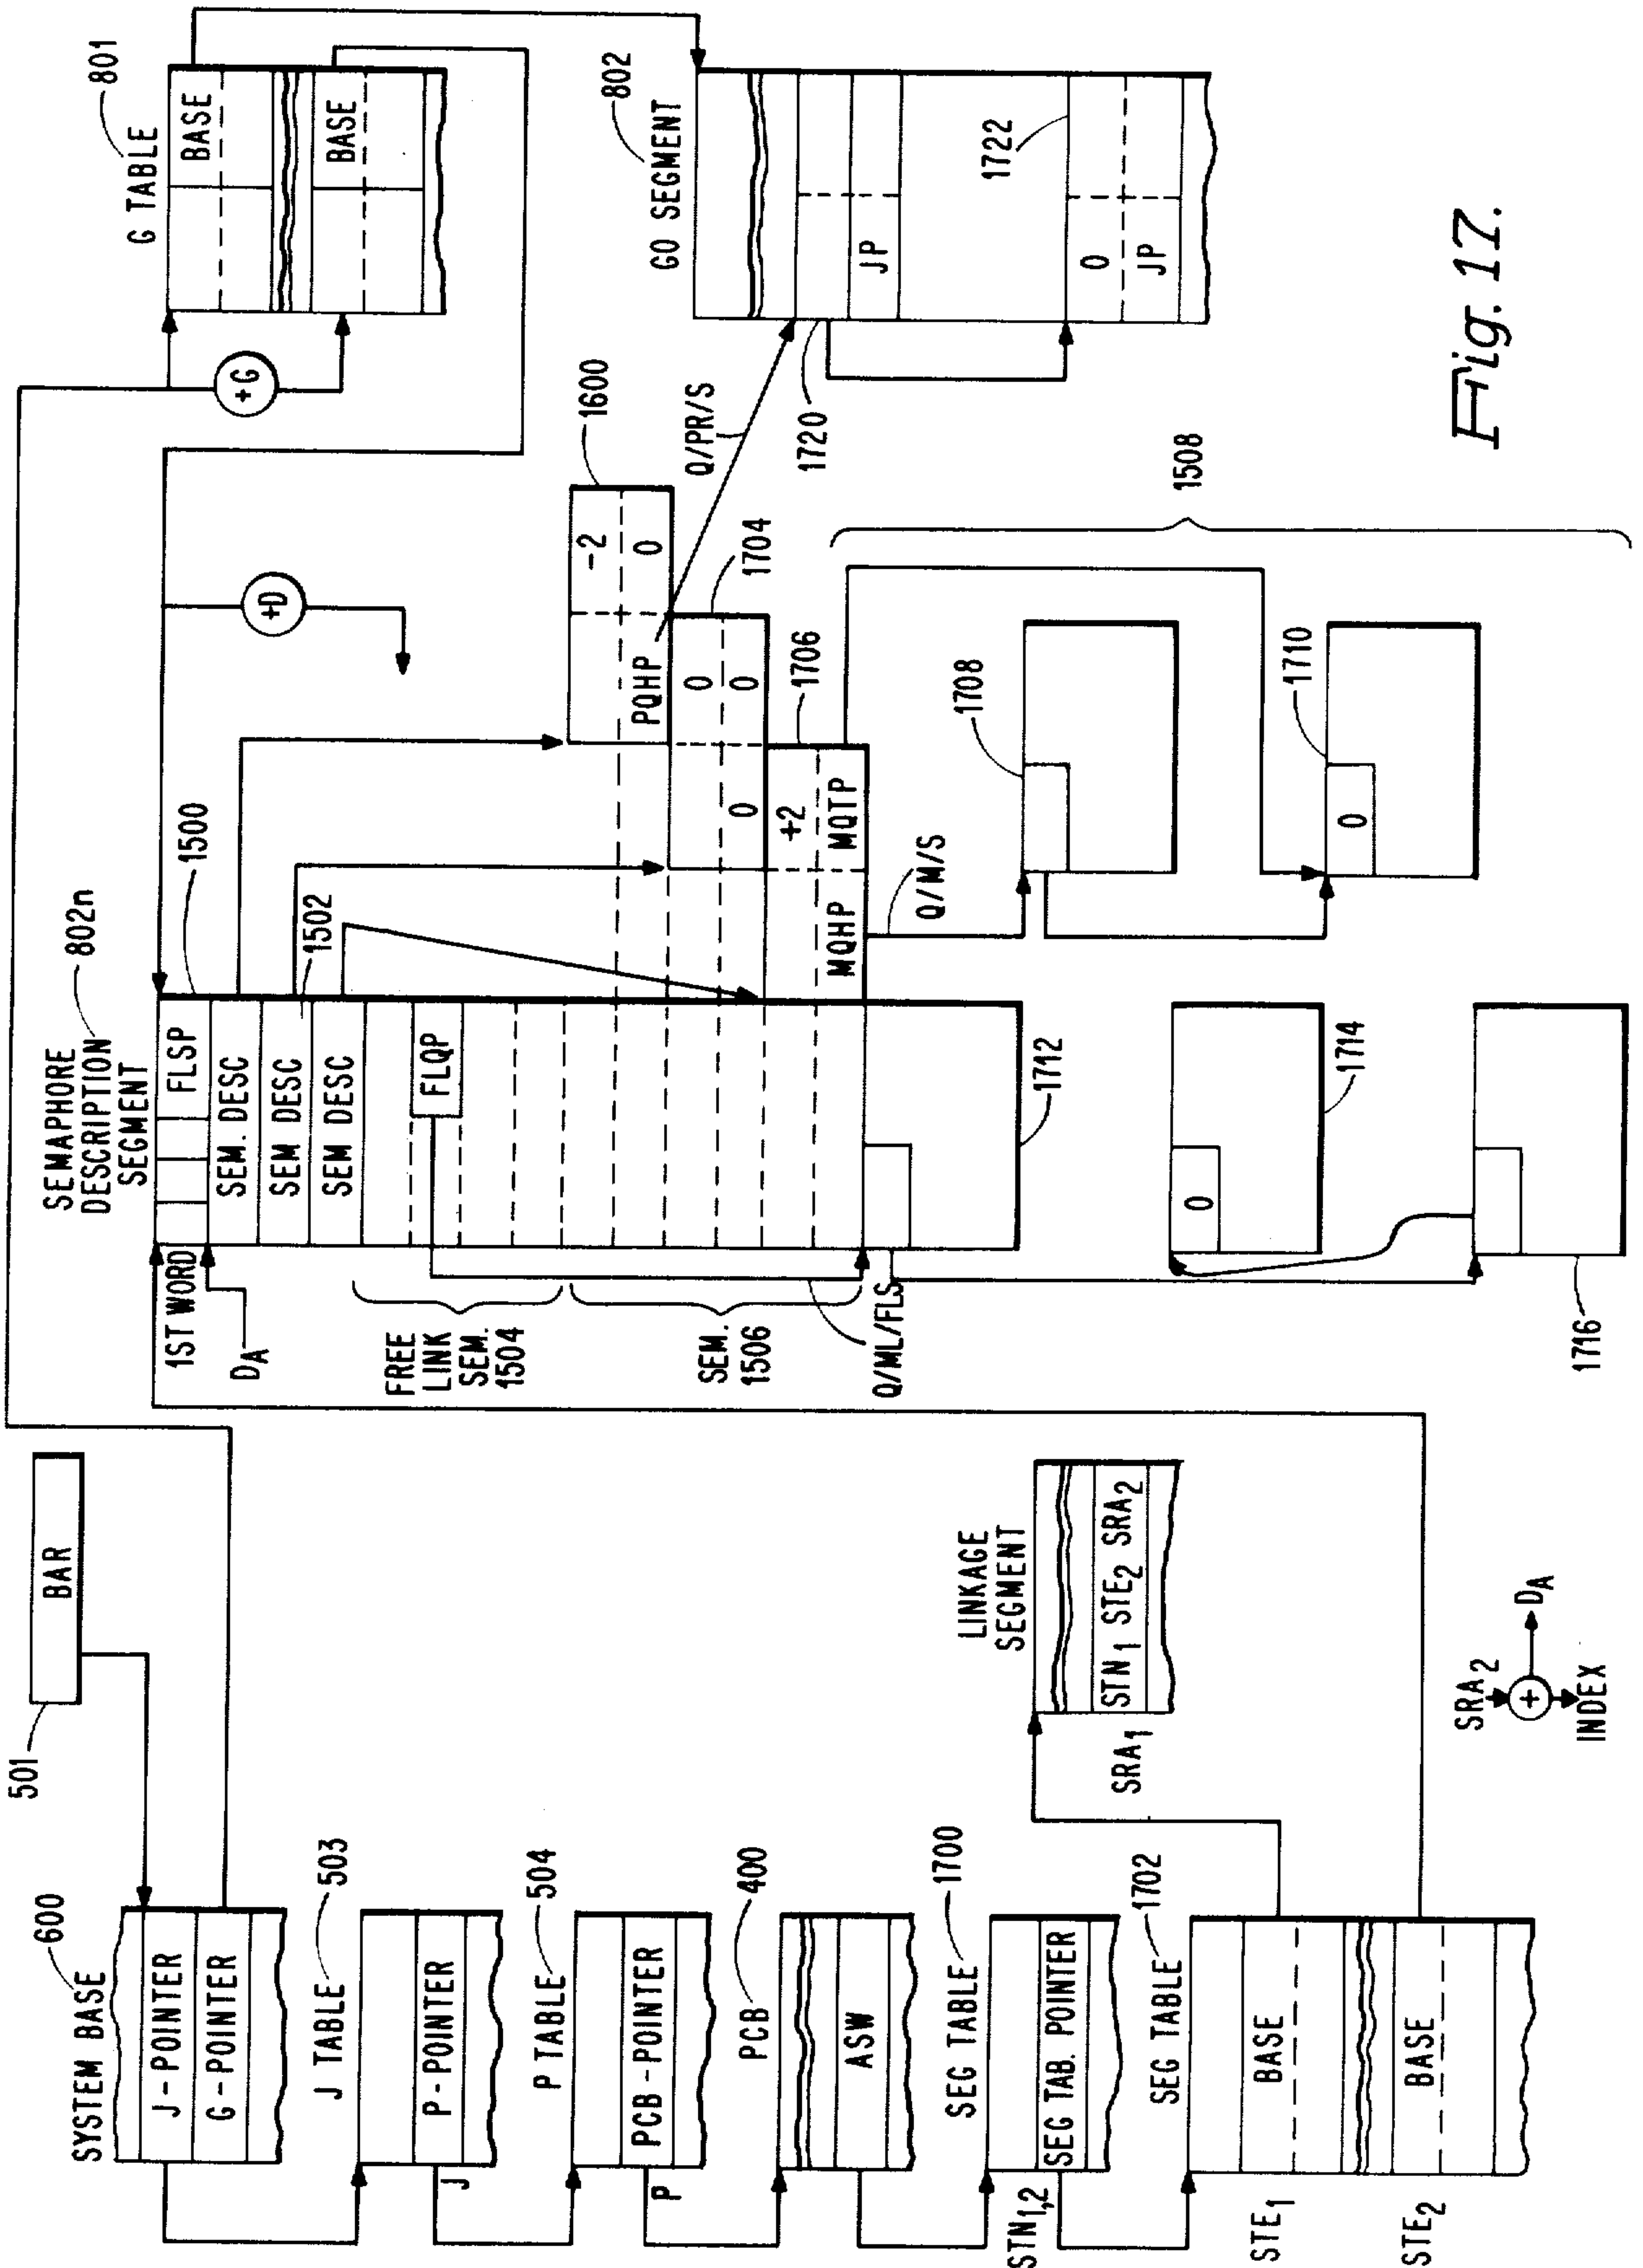 501
BAR
600
SYSTEM BASE
J-POINTER
G-POINTER
J TABLE
503
P-POINTER
J
P TABLE
504
PCB-POINTER
P
PCB
400
ASW
SEG TABLE
1700
SEG TAB. POINTER
STN1,2
SEG TABLE
1702
BASE
BASE
STE1
STE2
LINKAGE
SEGMENT
STN1 STE2 SRA2
SRA1
SRA2
+
DA
INDEX
SEMAPHORE
DESCRIPTION
SEGMENT
802n
1500
1ST WORD
FLSP
DA
SEM. DESC
SEM DESC
SEM DESC
1502
FLQP
FREE
LINK
SEM.
1504
SEM.
1506
Q/ML/FLS
1712
0
1714
1716
+D
1600
-2
PQHP
0
1704
0
0
0
1706
+2
MQHP
MQTP
Q/M/S
1708
1710
0
1508
Q/PR/S
+G
G TABLE
801
BASE
BASE
GO SEGMENT
802
JP
1720
1722
0
JP
Fig. 17.